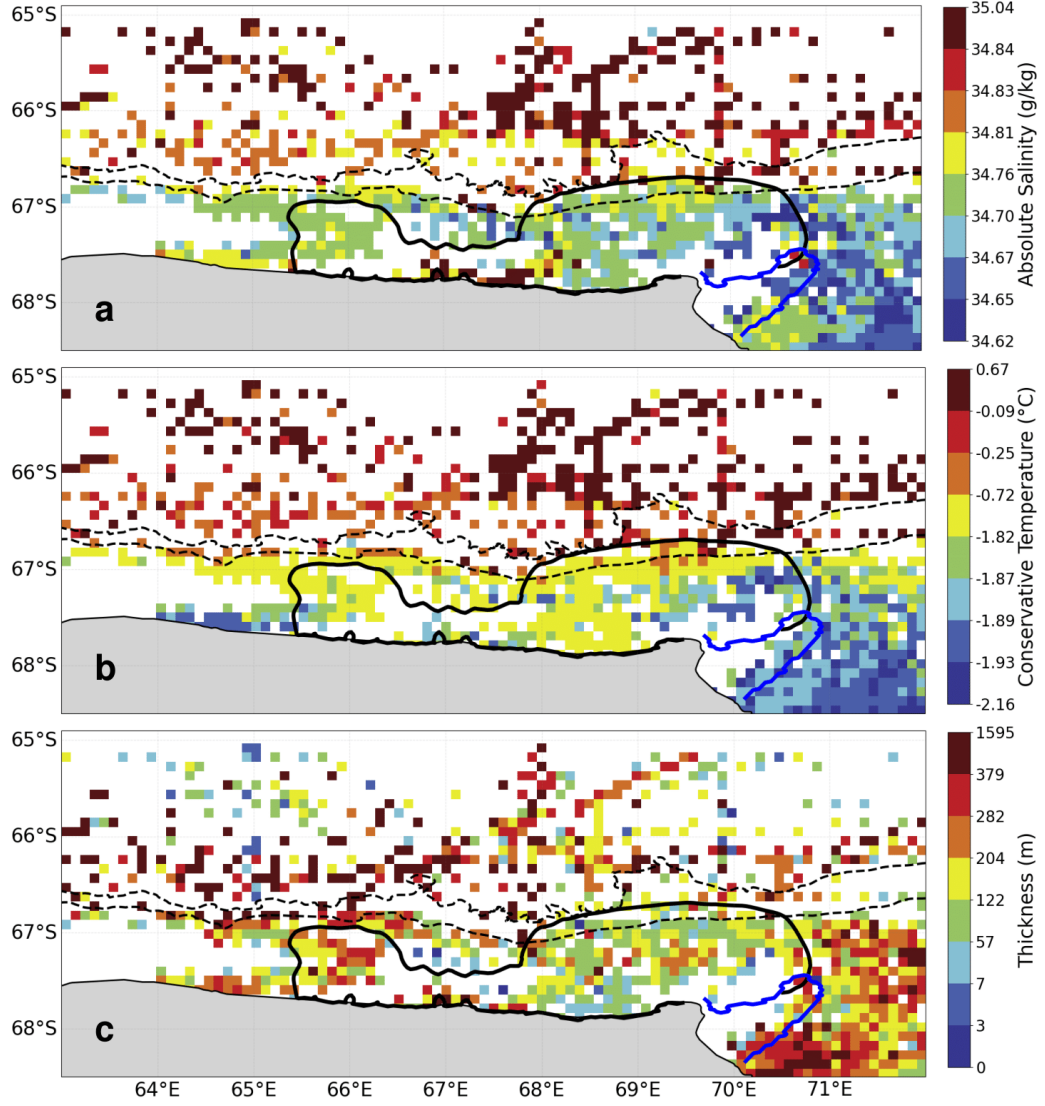 65°S
66°S
67°S
68°S
a
35.04
34.84
34.83
34.81
34.76
34.70
34.67
34.65
34.62
Absolute Salinity (g/kg)
65°S
66°S
67°S
68°S
b
0.67
-0.09
-0.25
-0.72
-1.82
-1.87
-1.89
-1.93
-2.16
Conservative Temperature (°C)
65°S
66°S
67°S
68°S
c
1595
379
282
204
122
57
7
3
0
Thickness (m)
64°E 65°E 66°E 67°E 68°E 69°E 70°E 71°E